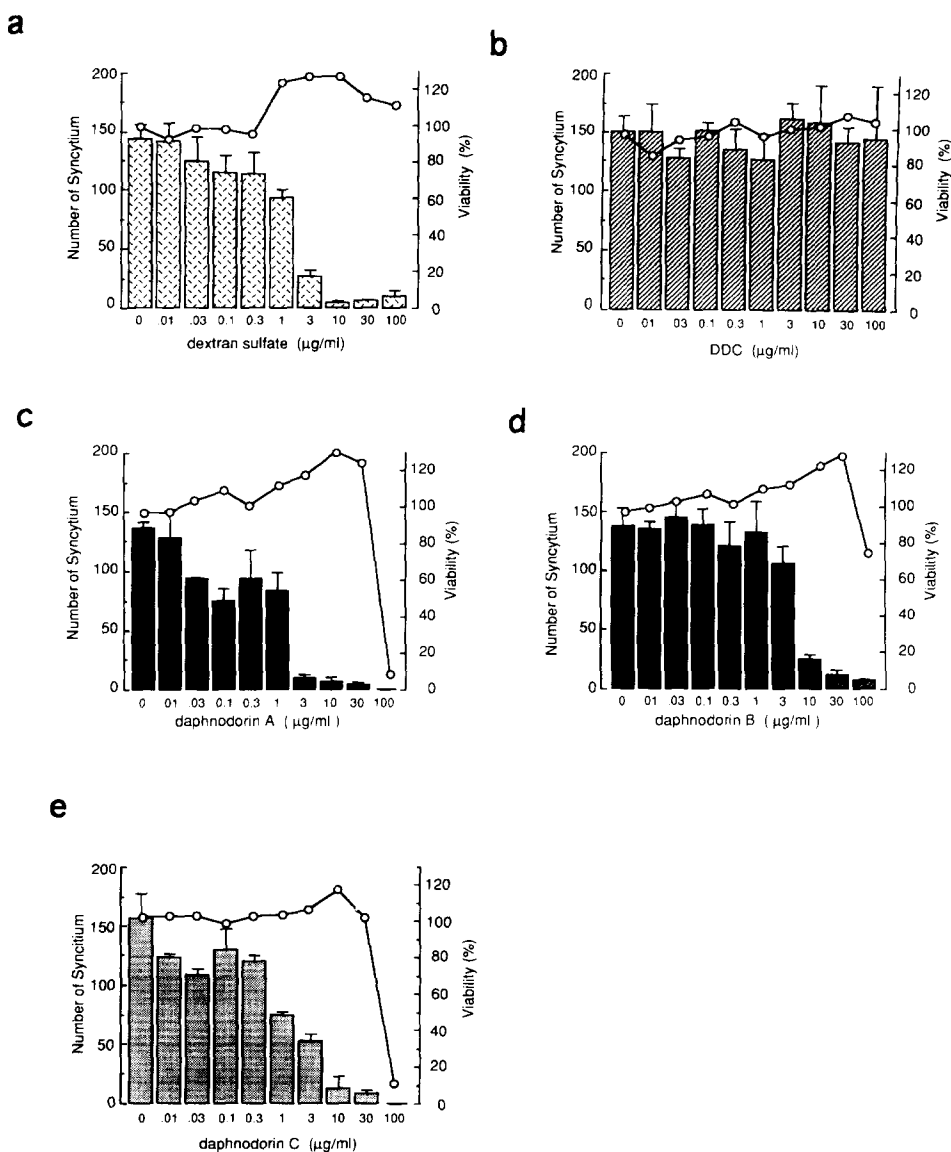 a
200
150
100
50
0
Number of Syncytium
120
100
80
60
40
20
0
Viability (%)
0 .01 .03 0.1 0.3 1 3 10 30 100
dextran sulfate (µg/ml)
b
200
150
100
50
0
Number of Syncytium
120
100
80
60
40
20
0
Viability (%)
0 01 .03 0.1 0.3 1 3 10 30 100
DDC (µg/ml)
c
200
150
100
50
0
Number of Syncytium
120
100
80
60
40
20
0
Viability (%)
0 .01 .03 0.1 0.3 1 3 10 30 100
daphnodorin A ( µg/ml )
d
200
150
100
50
0
Number of Syncytium
120
100
80
60
40
20
0
Viability (%)
0 .01 .03 0.1 0.3 1 3 10 30 100
daphnodorin B ( µg/ml )
e
200
150
100
50
0
Number of Syncitium
120
100
80
60
40
20
0
Viability (%)
0 .01 .03 0.1 0.3 1 3 10 30 100
daphnodorin C (µg/ml)